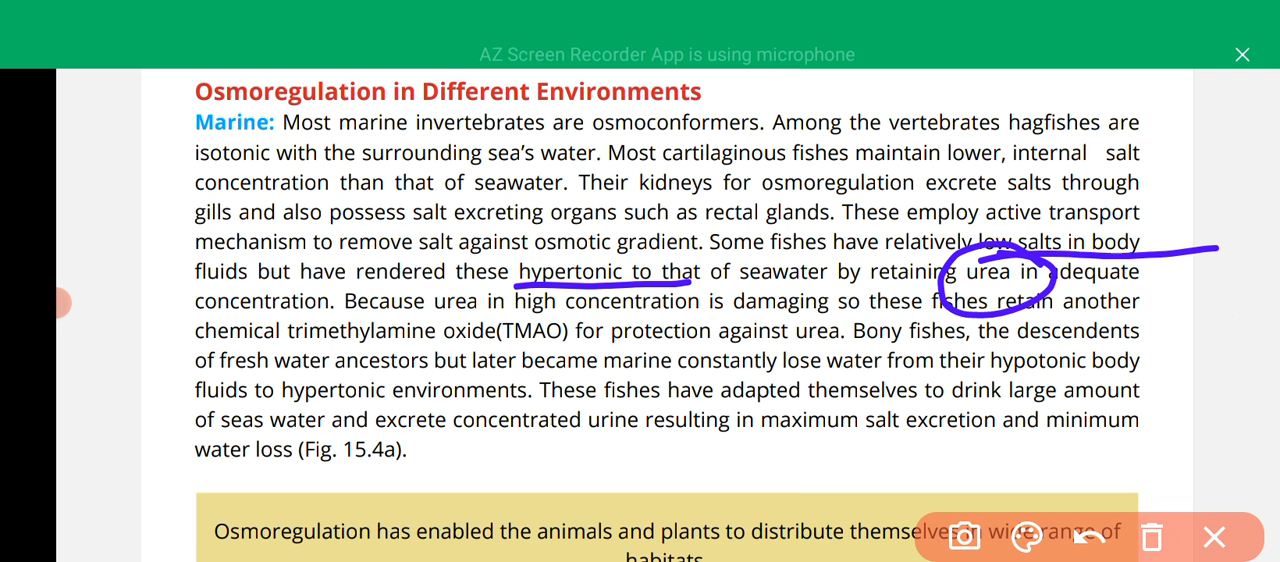 AZ Screen Recorder App is using microphone
Osmoregulation in Different Environments
Marine: Most marine invertebrates are osmoconformers. Among the vertebrates hagfishes are
isotonic with the surrounding sea's water. Most cartilaginous fishes maintain lower, internal salt
concentration than that of seawater. Their kidneys for osmoregulation excrete salts through
gills and also possess salt excreting organs such as rectal glands. These employ active transport
mechanism to remove salt against osmotic gradient. Some fishes have relatively low salts in body
fluids but have rendered these hypertonic to that of seawater by retaining urea in adequate
concentration. Because urea in high concentration is damaging so these fishes retain another
chemical trimethylamine oxide(TMAO) for protection against urea. Bony fishes, the descendents
of fresh water ancestors but later became marine constantly lose water from their hypotonic body
fluids to hypertonic environments. These fishes have adapted themselves to drink large amount
of seas water and excrete concentrated urine resulting in maximum salt excretion and minimum
water loss (Fig. 15.4a).
Osmoregulation has enabled the animals and plants to distribute themselves in wide range of
habitats